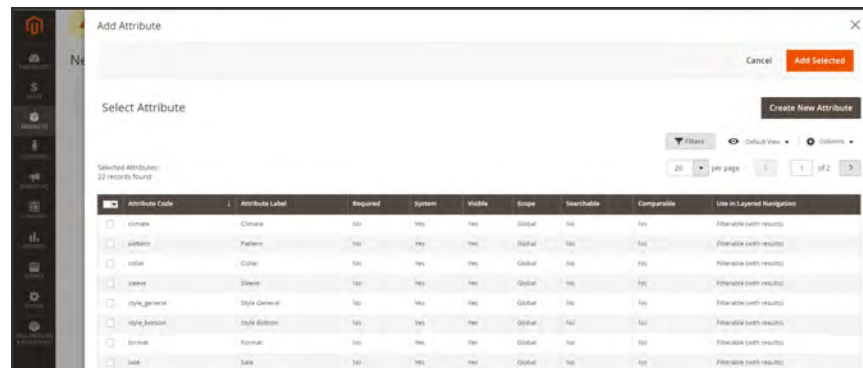 Add Attribute
Ne
Cancel
Add Selected
Select Attribute
Create New Attribute
Filters
Default View
Columns
Selected Attributes:
22 records found
20 per page
1 of 2
Attribute Code Attribute Label Required System Visible Scope Searchable Comparable Use in Layered Navigation
climate Climate No Yes Yes Global No No Filterable (with results)
pattern Pattern No Yes Yes Global No No Filterable (with results)
collar Collar No Yes Yes Global No No Filterable (with results)
sleeve Sleeve No Yes Yes Global No No Filterable (with results)
style_general Style General No Yes Yes Global No No Filterable (with results)
style_bottom Style Bottom No Yes Yes Global No No Filterable (with results)
format Format No Yes Yes Global No No Filterable (with results)
sale Sale No Yes Yes Global No No Filterable (with results)